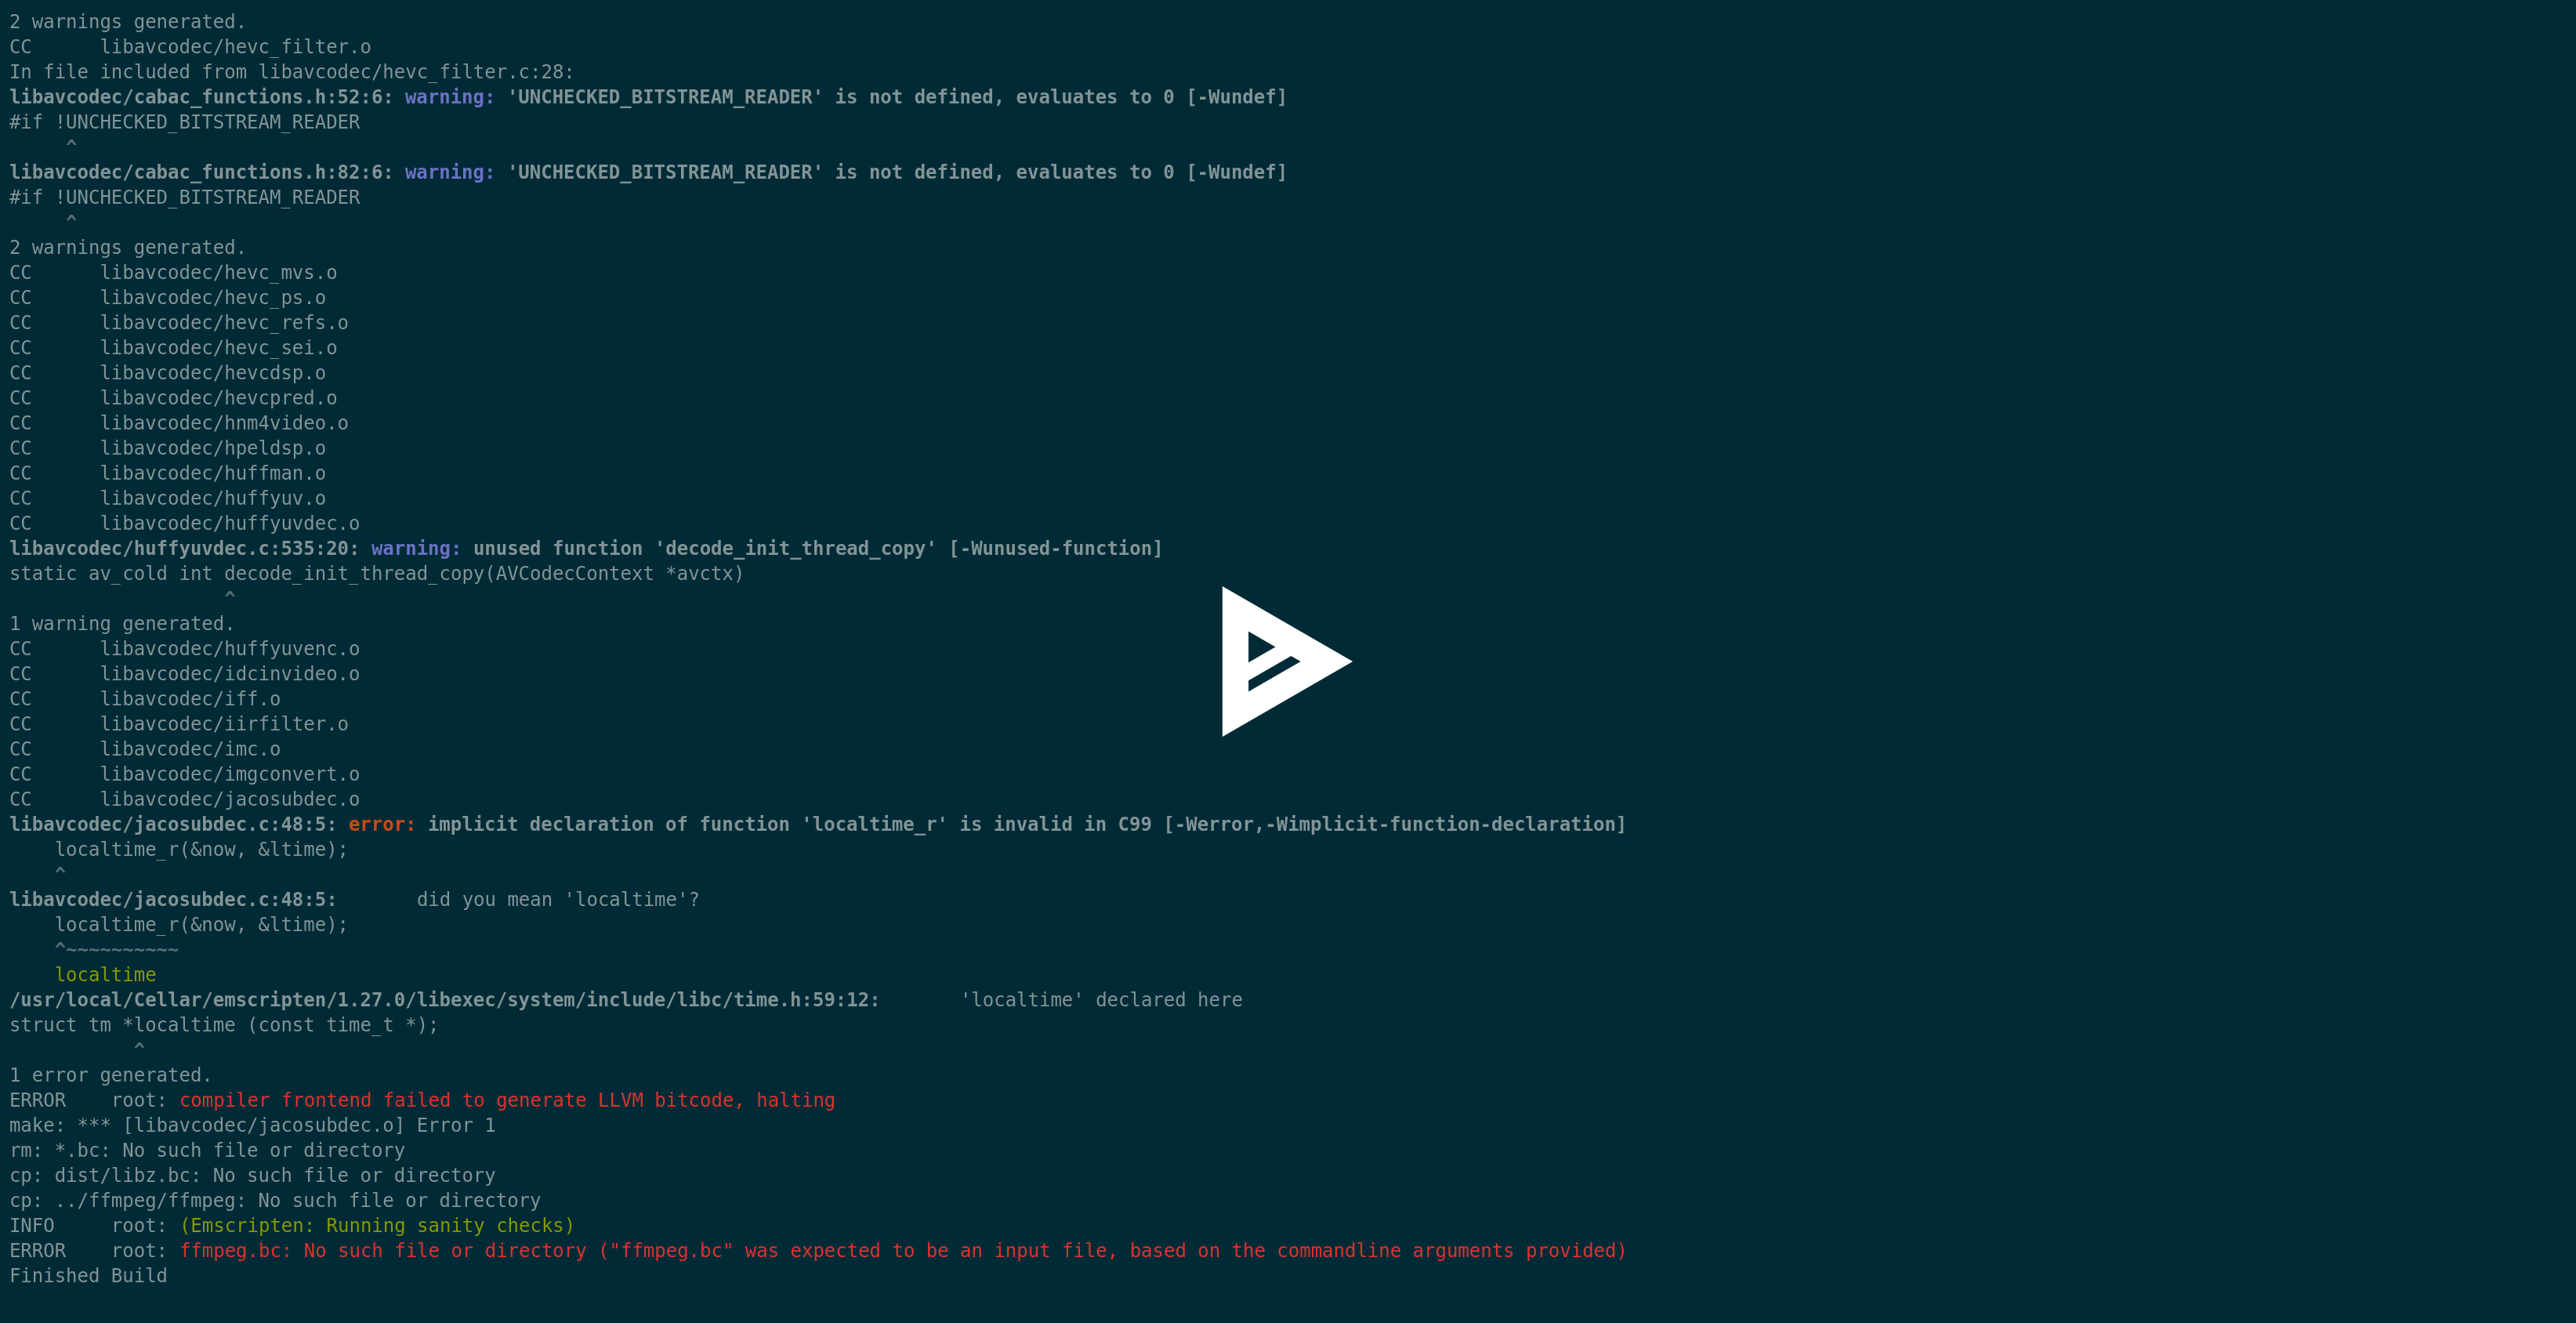 2 warnings generated.
CC      libavcodec/hevc_filter.o
In file included from libavcodec/hevc_filter.c:28:
libavcodec/cabac_functions.h:52:6: warning: 'UNCHECKED_BITSTREAM_READER' is not defined, evaluates to 0 [-Wundef]
#if !UNCHECKED_BITSTREAM_READER
     ^
libavcodec/cabac_functions.h:82:6: warning: 'UNCHECKED_BITSTREAM_READER' is not defined, evaluates to 0 [-Wundef]
#if !UNCHECKED_BITSTREAM_READER
     ^
2 warnings generated.
CC      libavcodec/hevc_mvs.o
CC      libavcodec/hevc_ps.o
CC      libavcodec/hevc_refs.o
CC      libavcodec/hevc_sei.o
CC      libavcodec/hevcdsp.o
CC      libavcodec/hevcpred.o
CC      libavcodec/hnm4video.o
CC      libavcodec/hpeldsp.o
CC      libavcodec/huffman.o
CC      libavcodec/huffyuv.o
CC      libavcodec/huffyuvdec.o
libavcodec/huffyuvdec.c:535:20: warning: unused function 'decode_init_thread_copy' [-Wunused-function]
static av_cold int decode_init_thread_copy(AVCodecContext *avctx)
                   ^
1 warning generated.
CC      libavcodec/huffyuvenc.o
CC      libavcodec/idcinvideo.o
CC      libavcodec/iff.o
CC      libavcodec/iirfilter.o
CC      libavcodec/imc.o
CC      libavcodec/imgconvert.o
CC      libavcodec/jacosubdec.o
libavcodec/jacosubdec.c:48:5: error: implicit declaration of function 'localtime_r' is invalid in C99 [-Werror,-Wimplicit-function-declaration]
    localtime_r(&now, &ltime);
    ^
libavcodec/jacosubdec.c:48:5:       did you mean 'localtime'?
    localtime_r(&now, &ltime);
    ^~~~~~~~~~~
    localtime
/usr/local/Cellar/emscripten/1.27.0/libexec/system/include/libc/time.h:59:12:       'localtime' declared here
struct tm *localtime (const time_t *);
           ^
1 error generated.
ERROR    root: compiler frontend failed to generate LLVM bitcode, halting
make: *** [libavcodec/jacosubdec.o] Error 1
rm: *.bc: No such file or directory
cp: dist/libz.bc: No such file or directory
cp: ../ffmpeg/ffmpeg: No such file or directory
INFO     root: (Emscripten: Running sanity checks)
ERROR    root: ffmpeg.bc: No such file or directory ("ffmpeg.bc" was expected to be an input file, based on the commandline arguments provided)
Finished Build